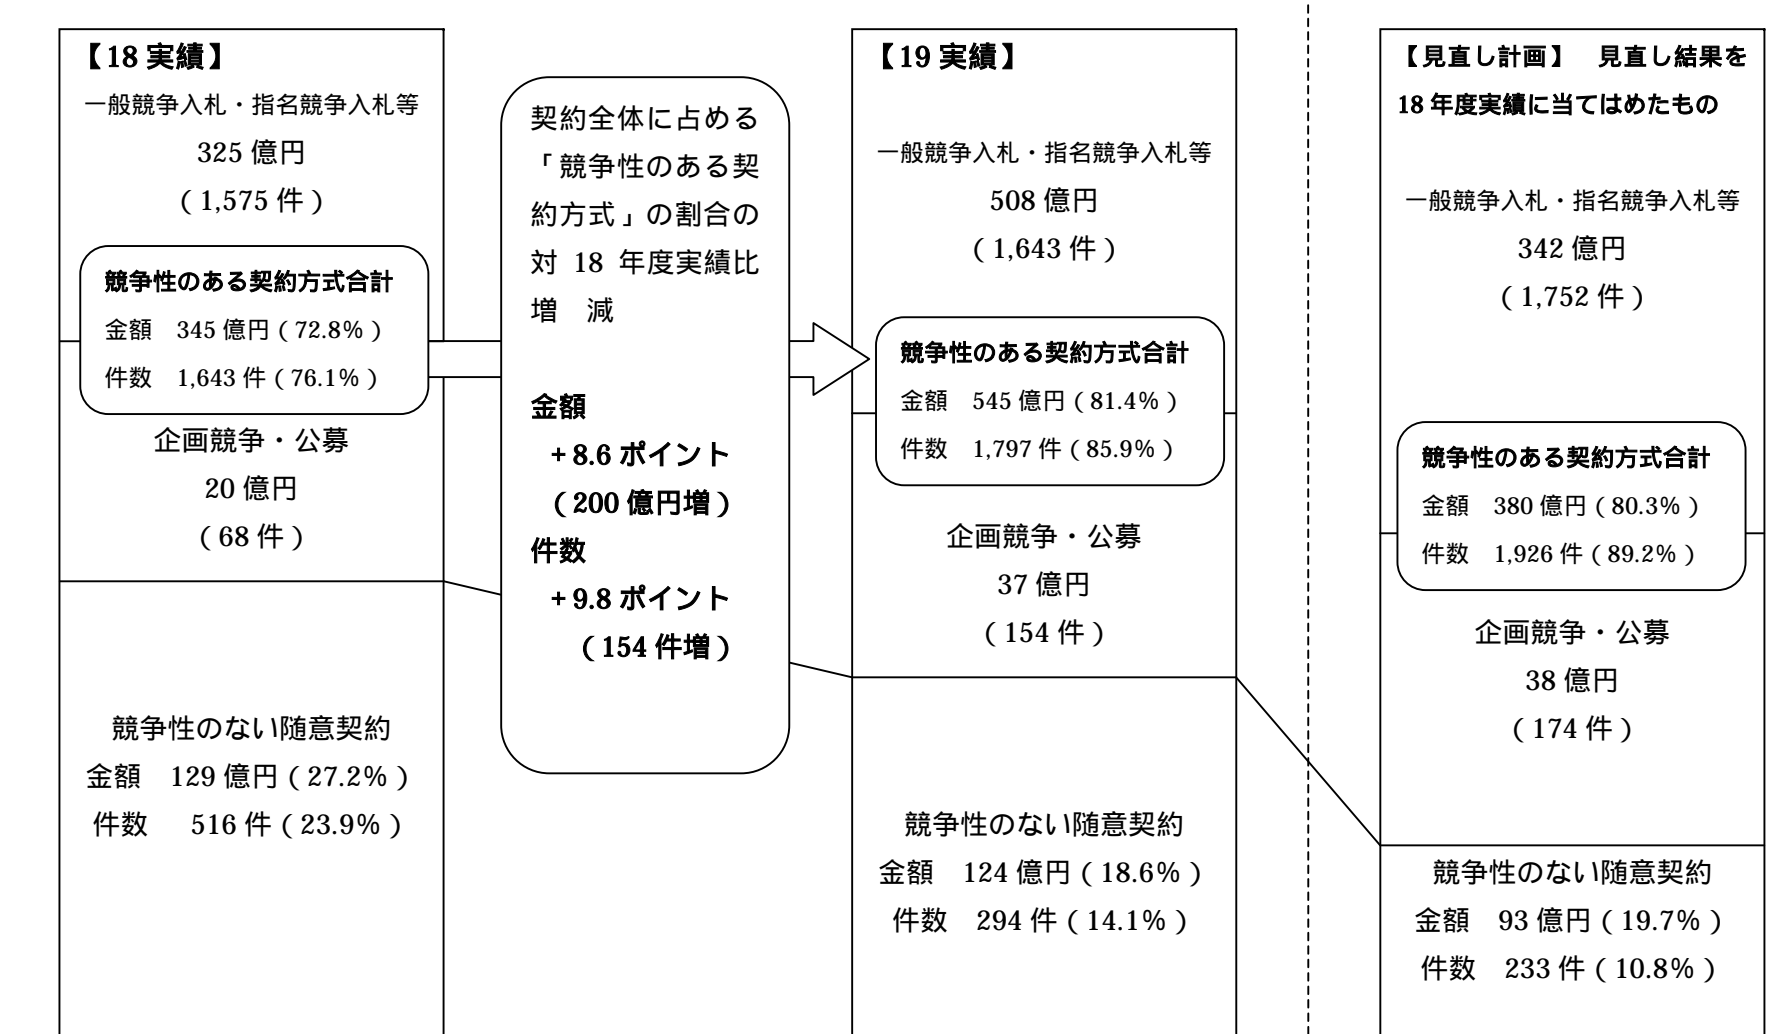 【18 実績】
一般競争入札・指名競争入札等
325 億円
( 1,575 件 )
競争性のある契約方式合計
金額　345 億円 ( 72.8% )
件数　1,643 件 ( 76.1% )
企画競争・公募
20 億円
( 68 件 )
競争性のない随意契約
金額　129 億円 ( 27.2% )
件数　516 件 ( 23.9% )
契約全体に占める
「競争性のある契
約方式」の割合の
対 18 年度実績比
増　減
金額
+ 8.6 ポイント
( 200 億円増 )
件数
+ 9.8 ポイント
( 154 件増 )
【19 実績】
一般競争入札・指名競争入札等
508 億円
( 1,643 件 )
競争性のある契約方式合計
金額　545 億円 ( 81.4% )
件数　1,797 件 ( 85.9% )
企画競争・公募
37 億円
( 154 件 )
競争性のない随意契約
金額　124 億円 ( 18.6% )
件数　294 件 ( 14.1% )
【見直し計画】　見直し結果を
18 年度実績に当てはめたもの
一般競争入札・指名競争入札等
342 億円
( 1,752 件 )
競争性のある契約方式合計
金額　380 億円 ( 80.3% )
件数　1,926 件 ( 89.2% )
企画競争・公募
38 億円
( 174 件 )
競争性のない随意契約
金額　93 億円 ( 19.7% )
件数　233 件 ( 10.8% )